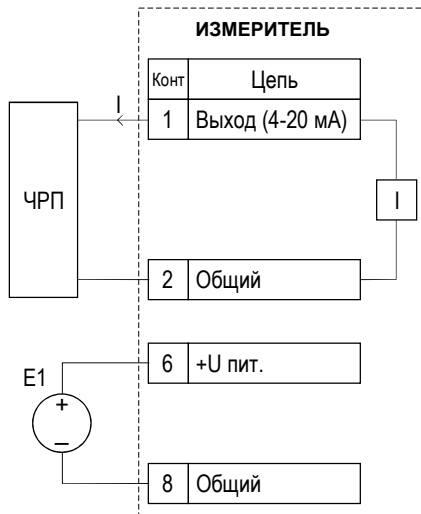 ИЗМЕРИТЕЛЬ
Конт Цепь
I
1 Выход (4-20 мА)
ЧРП
I
2 Общий
6 +U пит.
E1
+
–
8 Общий